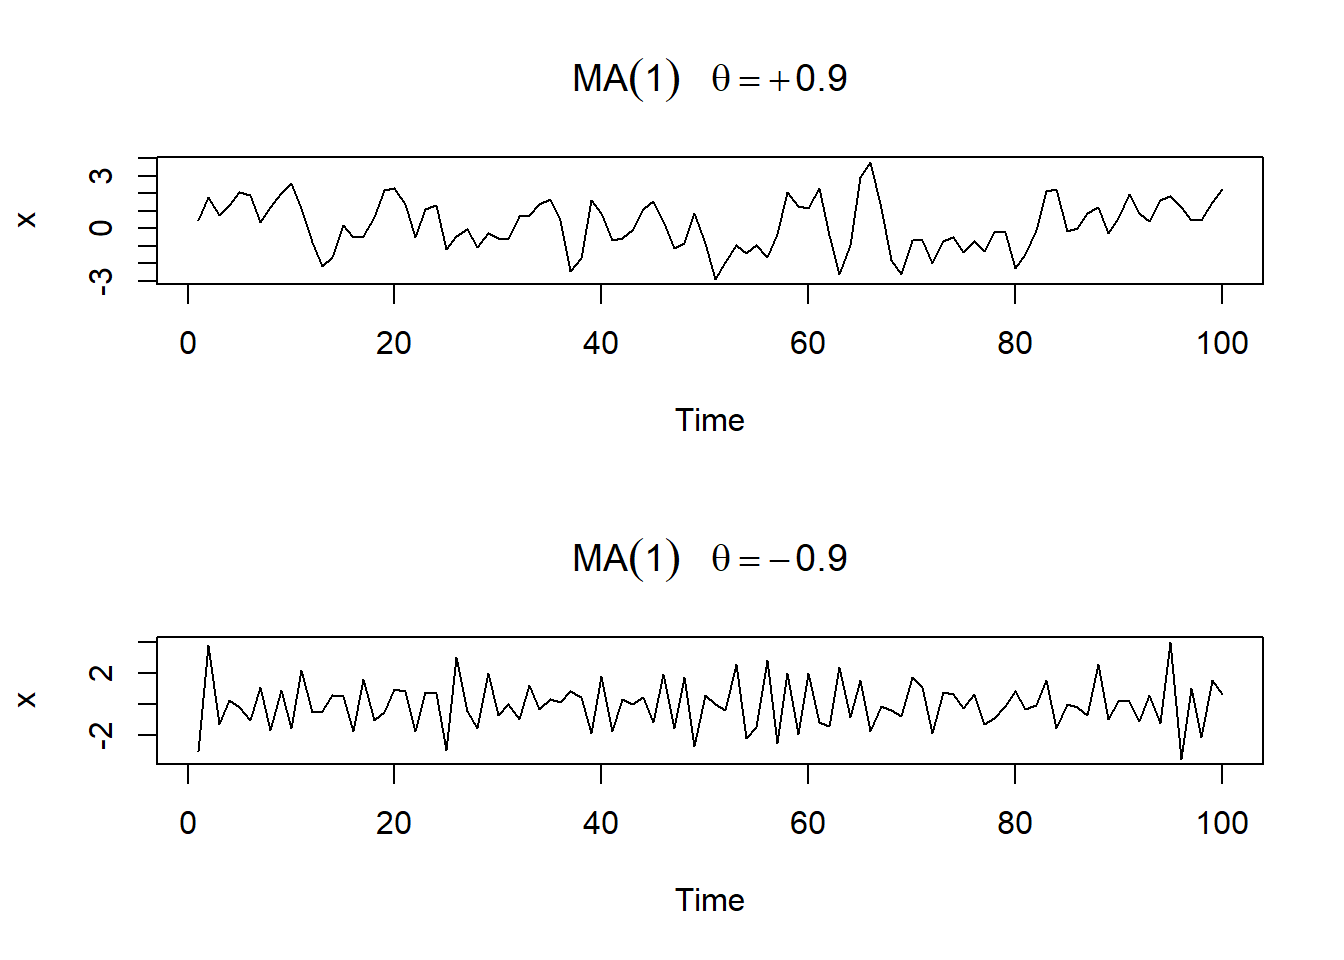 MA(1) θ = +0.9
x
3
0
-3
0 20 40 60 80 100
Time
MA(1) θ = −0.9
x
2
-2
0 20 40 60 80 100
Time